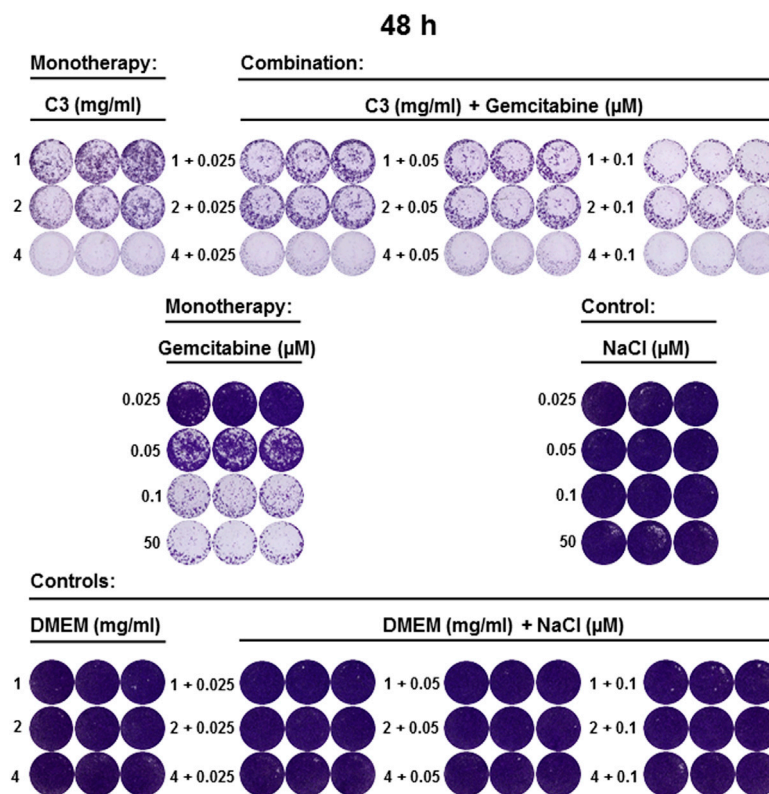 48 h
Monotherapy: Combination:
C3 (mg/ml) C3 (mg/ml) + Gemcitabine (µM)
1 1 + 0.025 1 + 0.05 1 + 0.1
2 2 + 0.025 2 + 0.05 2 + 0.1
4 4 + 0.025 4 + 0.05 4 + 0.1
Monotherapy: Control:
Gemcitabine (µM) NaCl (µM)
0.025 0.025
0.05 0.05
0.1 0.1
50 50
Controls:
DMEM (mg/ml) DMEM (mg/ml) + NaCl (µM)
1 1 + 0.025 1 + 0.05 1 + 0.1
2 2 + 0.025 2 + 0.05 2 + 0.1
4 4 + 0.025 4 + 0.05 4 + 0.1